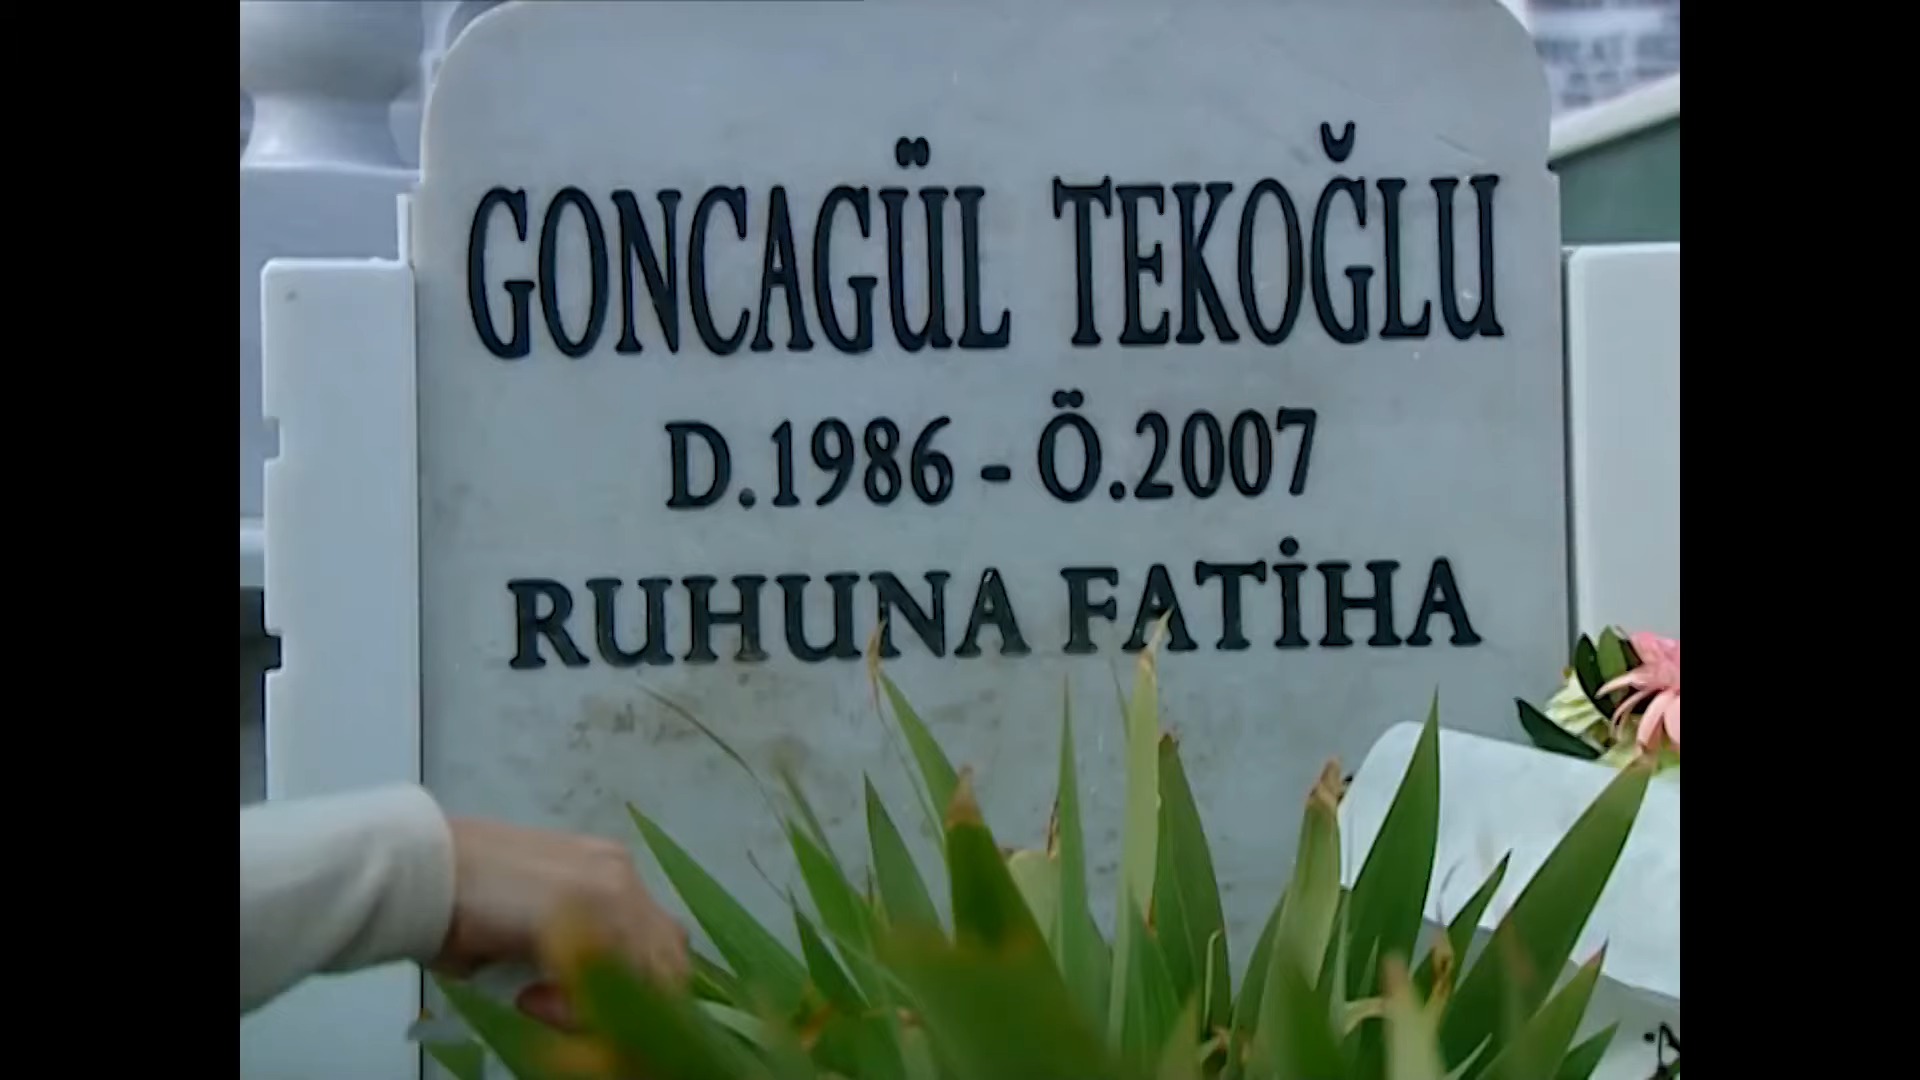 GONCAGÜL TEKOĞLU
D.1986 - Ö.2007
RUHUNA FATİHA